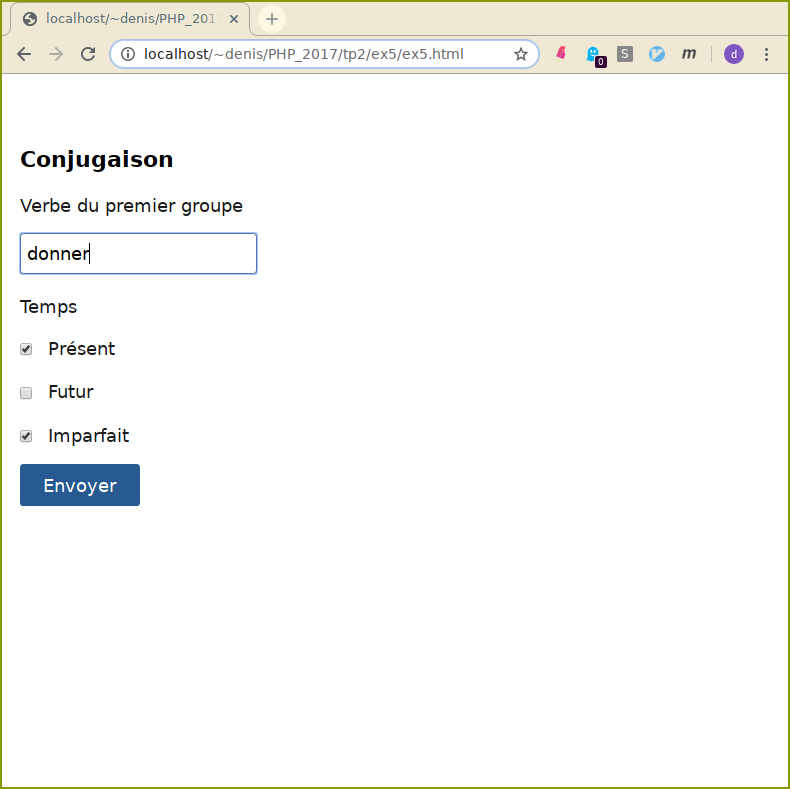 localhost/~denis/PHP_201
localhost/~denis/PHP_2017/tp2/ex5/ex5.html
0
S
m
d
Conjugaison
Verbe du premier groupe
donner
Temps
Présent
Futur
Imparfait
Envoyer